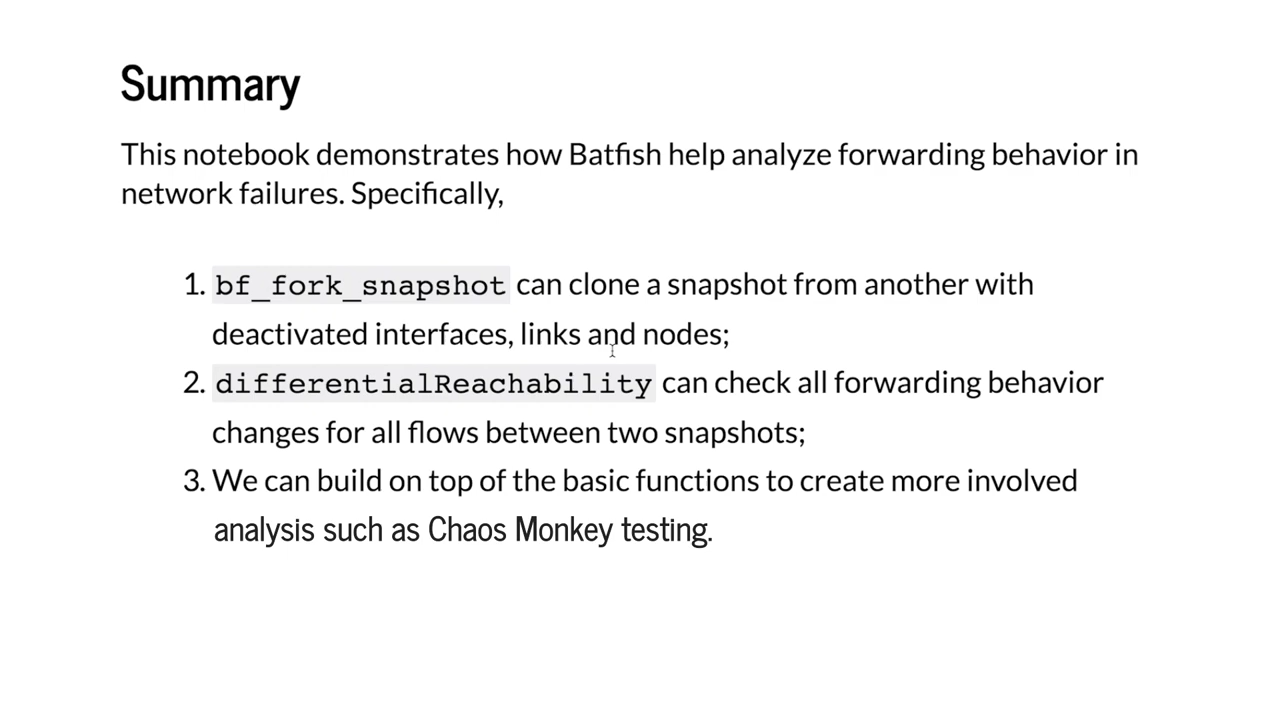 Summary
This notebook demonstrates how Batfish help analyze forwarding behavior in
network failures. Specifically,
1. bf_fork_snapshot can clone a snapshot from another with
deactivated interfaces, links and nodes;
2. differentialReachability can check all forwarding behavior
changes for all flows between two snapshots;
3. We can build on top of the basic functions to create more involved
analysis such as Chaos Monkey testing.